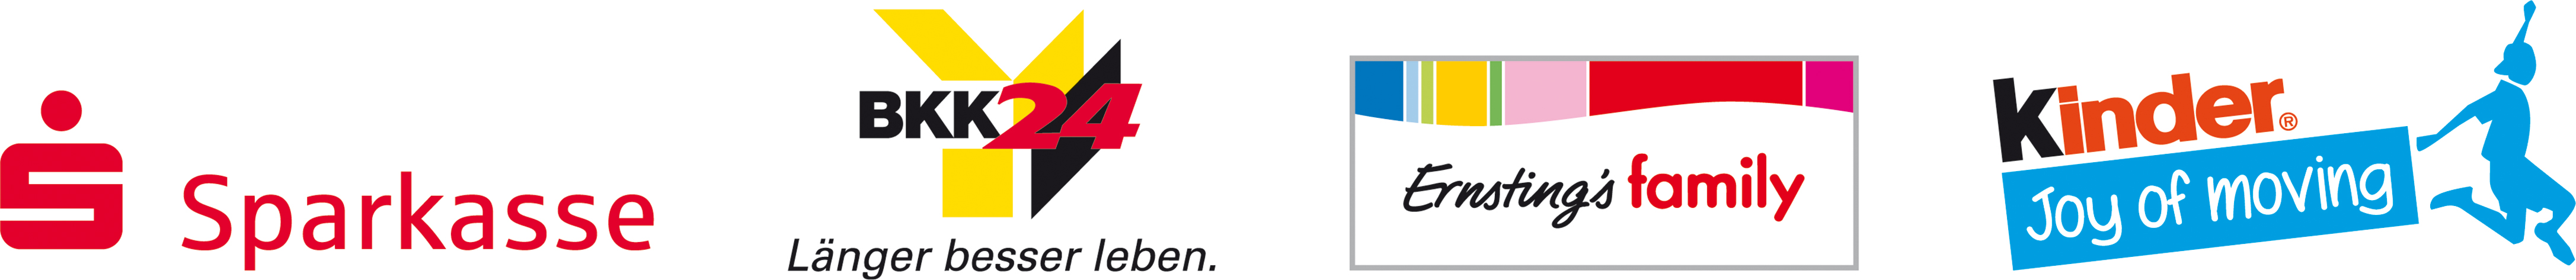 Sparkasse
BKK24
Länger besser leben.
Ernsting's family
Kinder®
Joy of moving